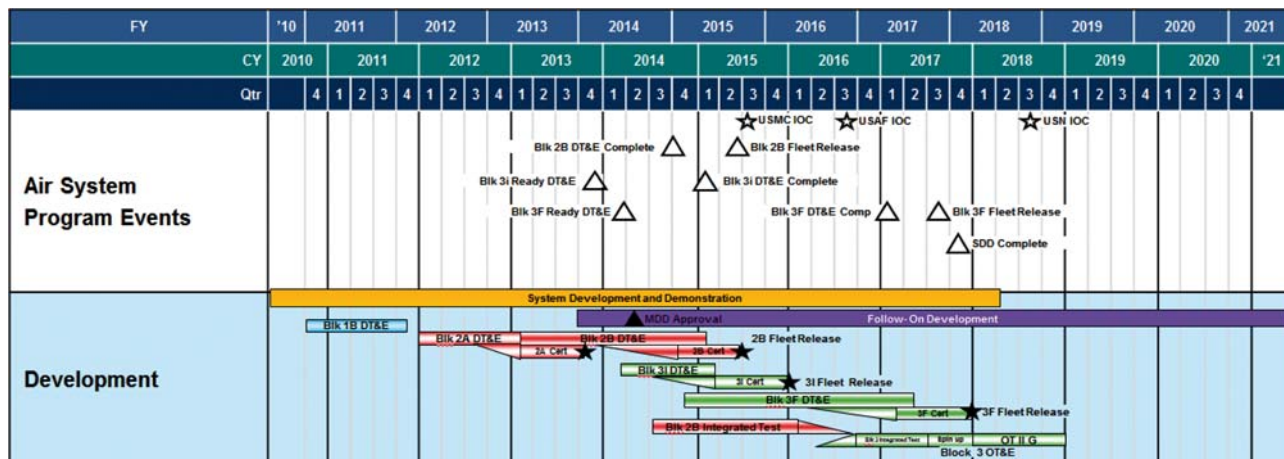 FY '10 2011 2012 2013 2014 2015 2016 2017 2018 2019 2020 2021
CY 2010 2011 2012 2013 2014 2015 2016 2017 2018 2019 2020 '21
Qtr 4 1 2 3 4 1 2 3 4 1 2 3 4 1 2 3 4 1 2 3 4 1 2 3 4 1 2 3 4 1 2 3 4 1 2 3 4 1 2 3 4
USMC IOC USAF IOC USN IOC
Blk 2B DT&E Complete Blk 2B Fleet Release
Air System
Program Events
Blk 3i Ready DT&E Blk 3i DT&E Complete
Blk 3F Ready DT&E Blk 3F DT&E Comp Blk 3F Fleet Release
SDD Complete
Development
System Development and Demonstration
MDD Approval Follow- On Development
Blk 1B DT&E
Blk 2A DT&E Blk 2B DT&E 2B Fleet Release
2A Cert 2B Cert
Blk 3I DT&E
3I Cert 3I Fleet Release
Blk 3F DT&E
3F Cert 3F Fleet Release
Blk 2B Integrated Test
Blk 3 Integrated Test Spin up OT II G
Block 3 OT&E